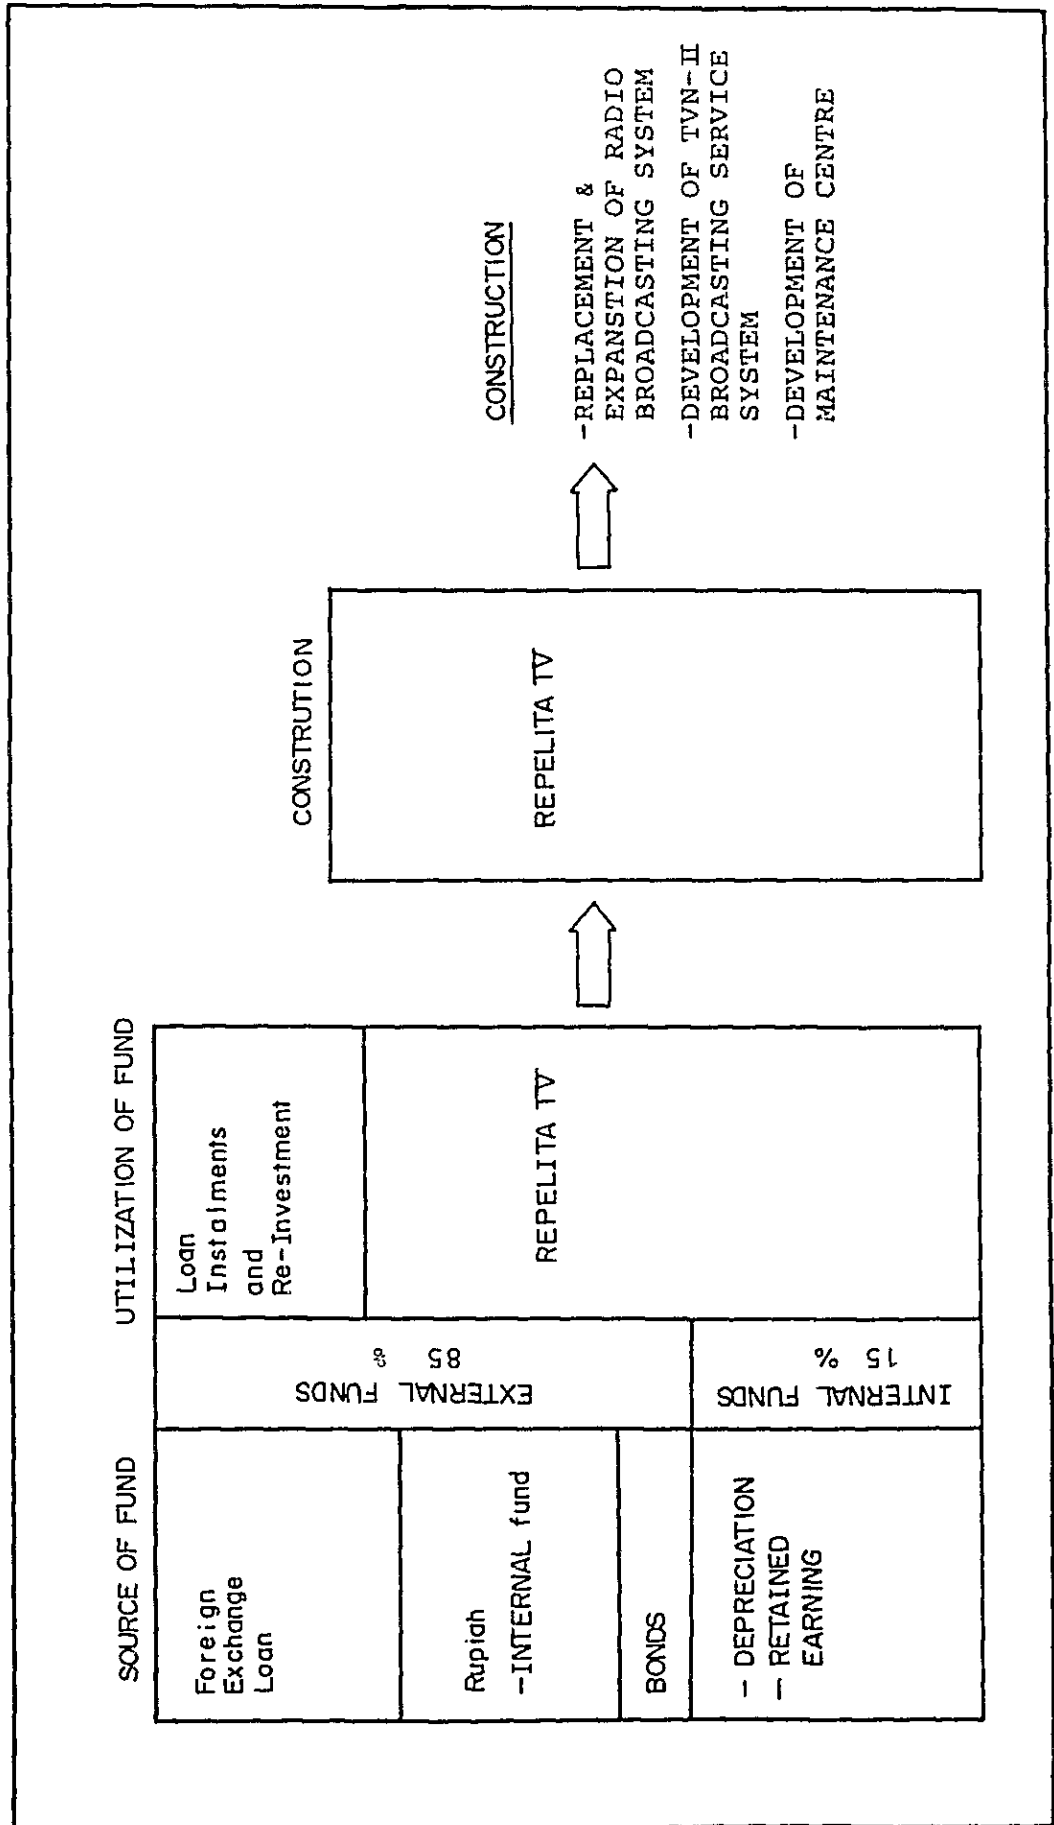 SOURCE OF FUND
Foreign
Exchange
Loan
Rupiah
-INTERNAL fund
BONDS
- DEPRECIATION
- RETAINED
EARNING
EXTERNAL FUNDS
85 %
INTERNAL FUNDS
15 %
UTILIZATION OF FUND
Loan
Instalments
and
Re-Investment
REPELITA TV
CONSTRUTION
REPELITA TV
CONSTRUCTION
-REPLACEMENT &
EXPANSTION OF RADIO
BROADCASTING SYSTEM
-DEVELOPMENT OF TVN-II
BROADCASTING SERVICE
SYSTEM
-DEVELOPMENT OF
MAINTENANCE CENTRE